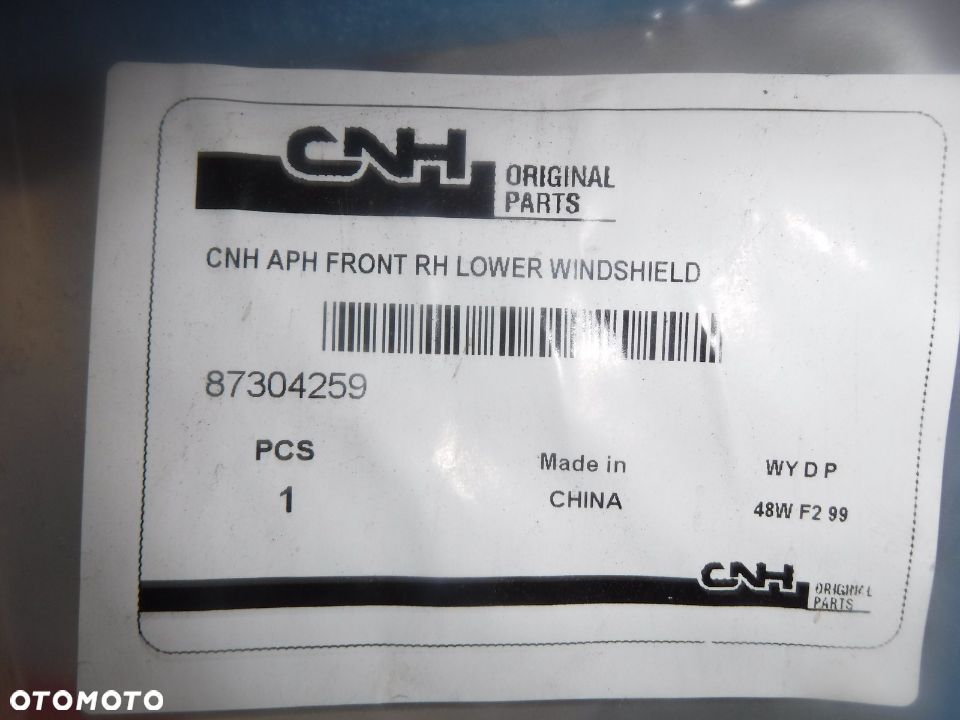 CNH
ORIGINAL
PARTS
CNH APH FRONT RH LOWER WINDSHIELD
87304259
PCS
1
Made in
CHINA
WY D P
48W F2 99
CNH
ORIGINAL
PARTS
OTOMOTO